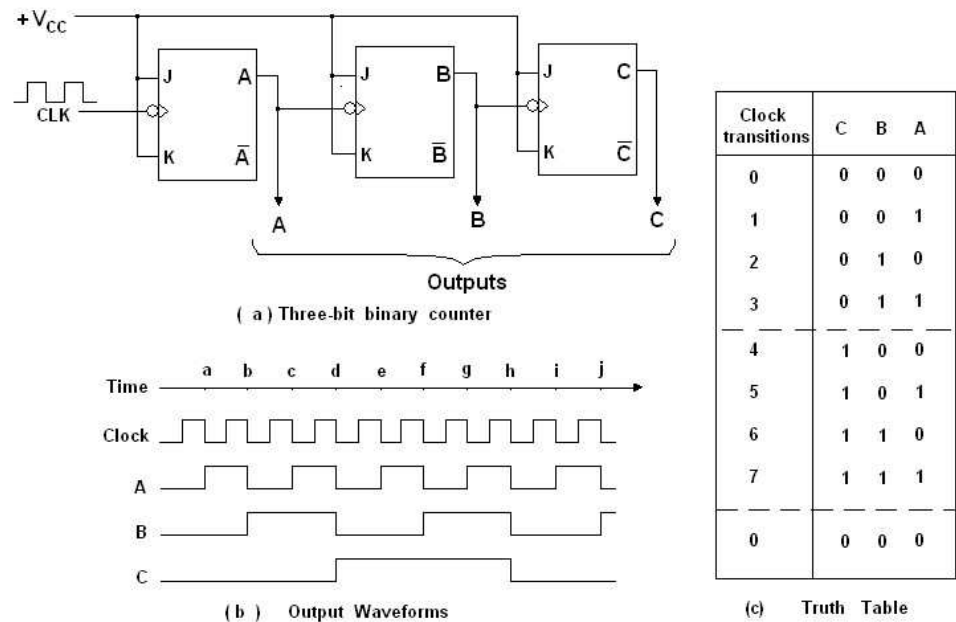 +V_CC
J A J B J C
CLK
K A̅ K B̅ K C̅
A B C
Outputs
( a ) Three-bit binary counter
Time a b c d e f g h i j
Clock
A
B
C
( b ) Output Waveforms
Clock transitions C B A
0 0 0 0
1 0 0 1
2 0 1 0
3 0 1 1
4 1 0 0
5 1 0 1
6 1 1 0
7 1 1 1
0 0 0 0
(c) Truth Table